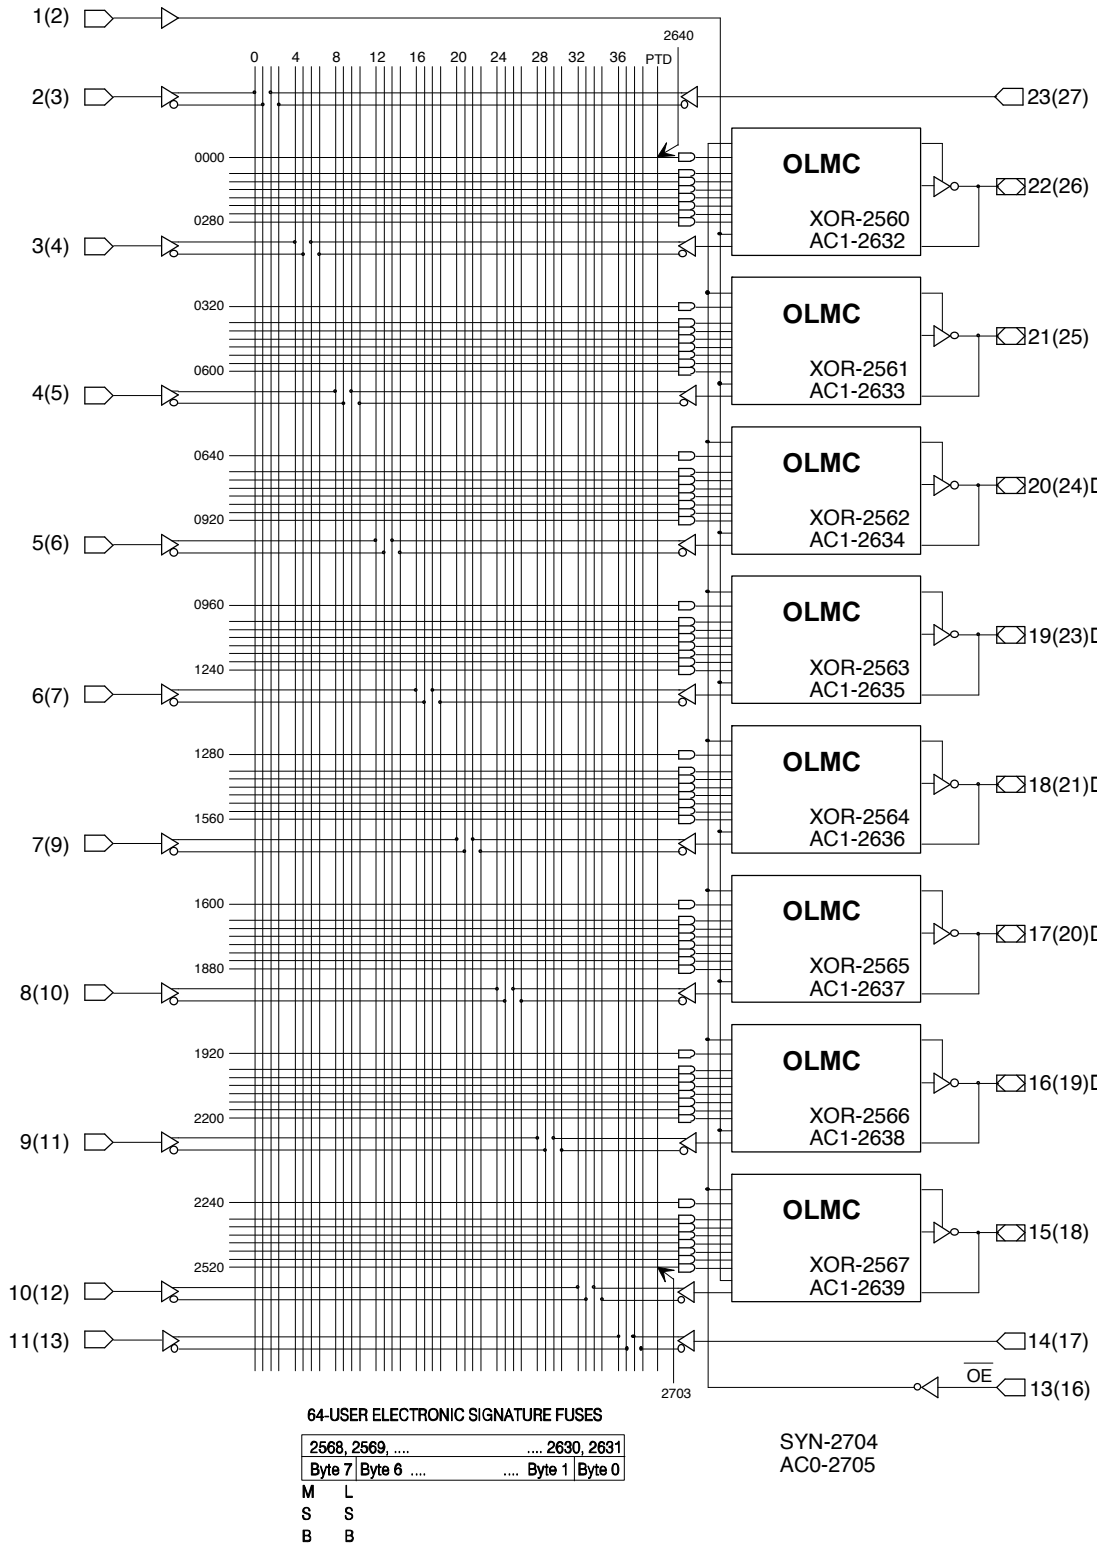 1(2)
2640
0 4 8 12 16 20 24 28 32 36 PTD
2(3)
23(27)
0000
OLMC
22(26)
0280
XOR-2560
AC1-2632
3(4)
0320
OLMC
21(25)
0600
XOR-2561
AC1-2633
4(5)
0640
OLMC
20(24)
0920
XOR-2562
AC1-2634
5(6)
0960
OLMC
19(23)
1240
XOR-2563
AC1-2635
6(7)
1280
OLMC
18(21)
1560
XOR-2564
AC1-2636
7(9)
1600
OLMC
17(20)
1880
XOR-2565
AC1-2637
8(10)
1920
OLMC
16(19)
2200
XOR-2566
AC1-2638
9(11)
2240
OLMC
15(18)
2520
XOR-2567
AC1-2639
10(12)
11(13)
14(17)
2703
OE
13(16)
64-USER ELECTRONIC SIGNATURE FUSES
2568, 2569, .... .... 2630, 2631
Byte 7 Byte 6 .... .... Byte 1 Byte 0
M L
S S
B B
SYN-2704
AC0-2705